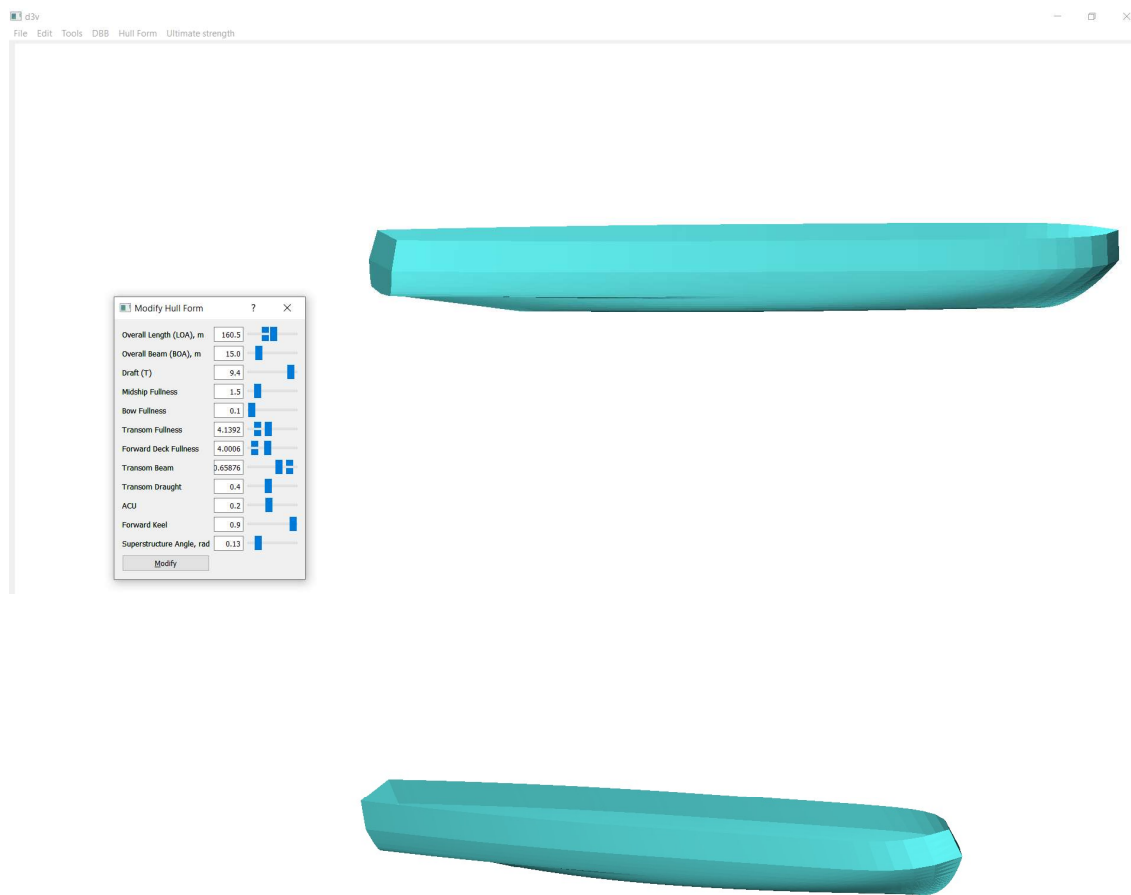 d3v
File Edit Tools DBB Hull Form Ultimate strength
Modify Hull Form ?
Overall Length (LOA), m 160.5
Overall Beam (BOA), m 15.0
Draft (T) 9.4
Midship Fullness 1.5
Bow Fullness 0.1
Transom Fullness 4.1392
Forward Deck Fullness 4.0006
Transom Beam 0.65876
Transom Draught 0.4
ACU 0.2
Forward Keel 0.9
Superstructure Angle, rad 0.13
Modify